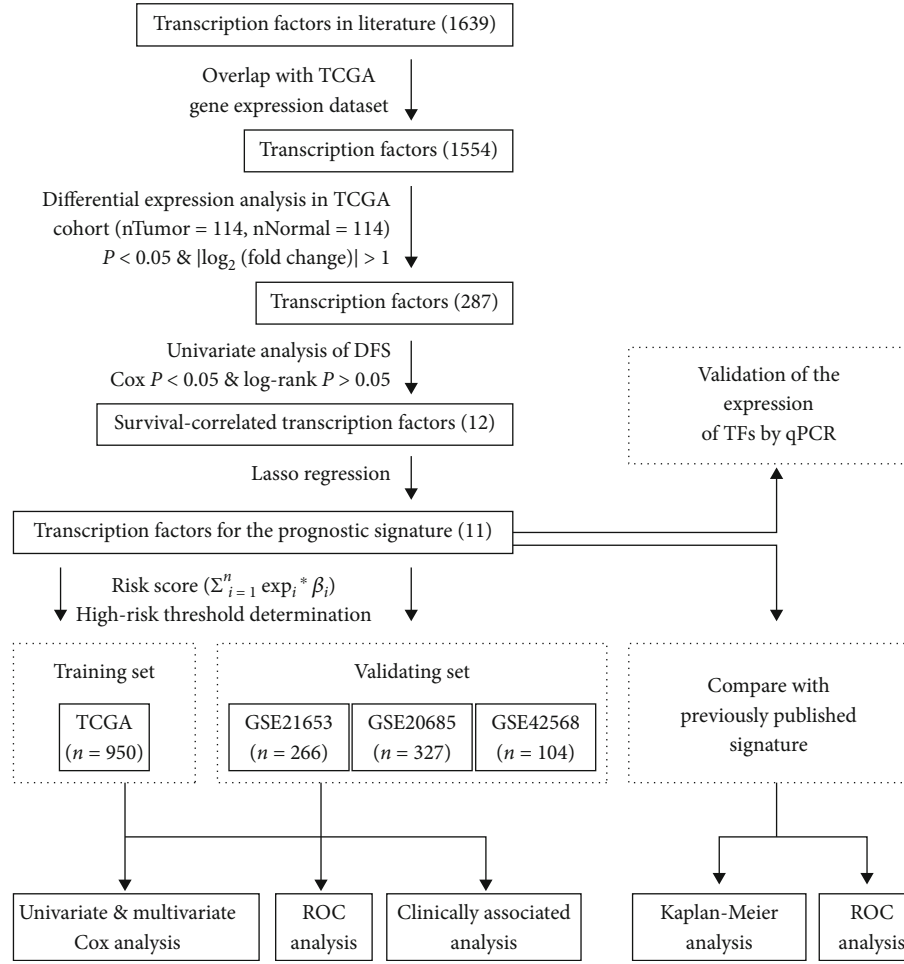 Transcription factors in literature (1639)
Overlap with TCGA
gene expression dataset
Transcription factors (1554)
Differential expression analysis in TCGA
cohort (nTumor = 114, nNormal = 114)
P < 0.05 & |log₂ (fold change)| > 1
Transcription factors (287)
Univariate analysis of DFS
Cox P < 0.05 & log-rank P > 0.05
Survival-correlated transcription factors (12)
Lasso regression
Transcription factors for the prognostic signature (11)
Validation of the
expression
of TFs by qPCR
Risk score (Σⁿᵢ ₌ ₁ expᵢ * βᵢ)
High-risk threshold determination
Training set
TCGA
(n = 950)
Validating set
GSE21653
(n = 266)
GSE20685
(n = 327)
GSE42568
(n = 104)
Compare with
previously published
signature
Univariate & multivariate
Cox analysis
ROC
analysis
Clinically associated
analysis
Kaplan-Meier
analysis
ROC
analysis